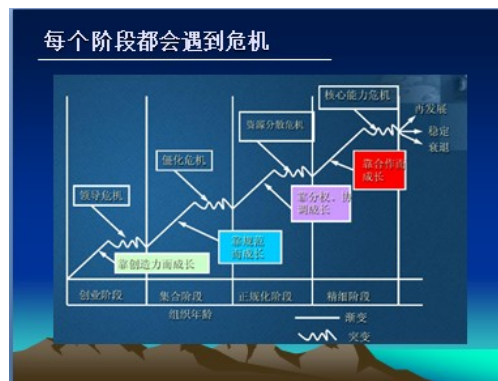 每个阶段都会遇到危机
核心能力危机
再发展
稳定
衰退
资源分散危机
僵化危机
领导危机
靠合作而
成长
靠分权、协
调成长
靠规范
而成长
靠创造力而成长
创业阶段
集合阶段
正规化阶段
精细阶段
组织年龄
渐变
突变